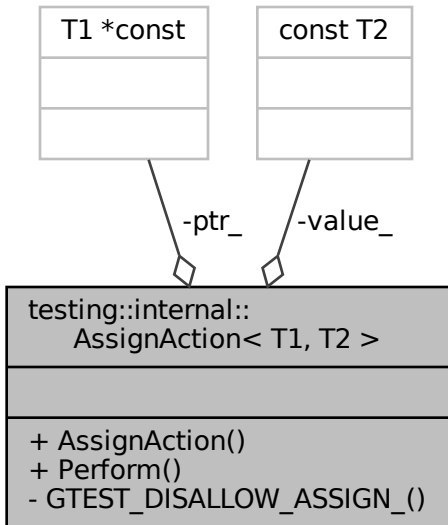 T1 *const
const T2
-ptr_
-value_
testing::internal::
AssignAction< T1, T2 >
+ AssignAction()
+ Perform()
- GTEST_DISALLOW_ASSIGN_()